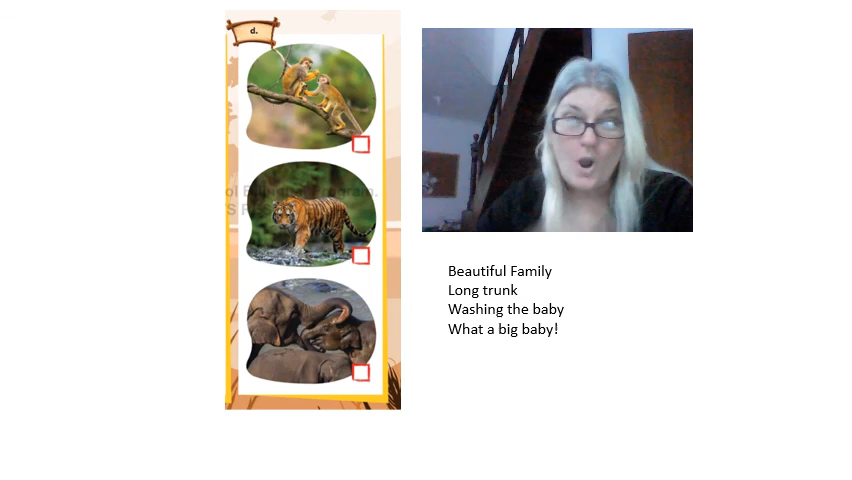 d.
Beautiful Family
Long trunk
Washing the baby
What a big baby!